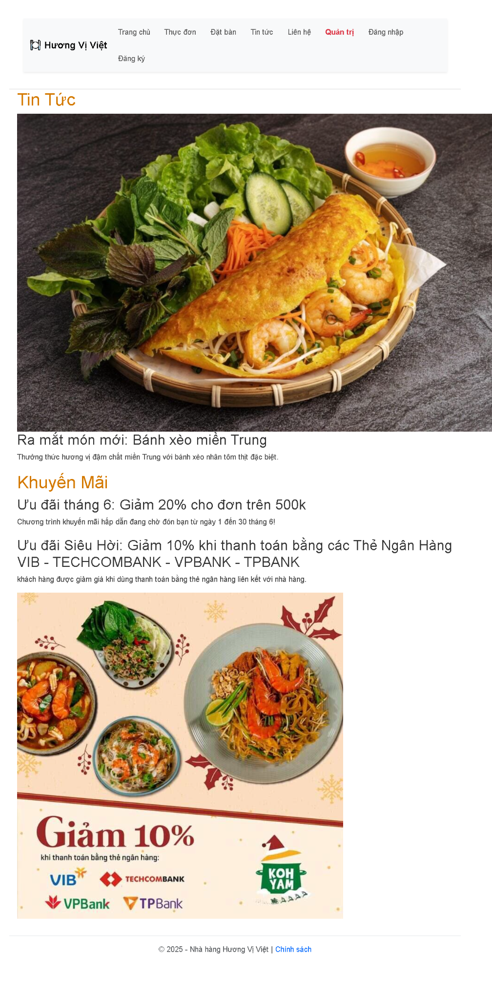 Hương Vị Việt
Trang chủ Thực đơn Đặt bàn Tin tức Liên hệ Quản trị Đăng nhập
Đăng ký
Tin Tức
Ra mắt món mới: Bánh xèo miền Trung
Thưởng thức hương vị đậm chất miền Trung với bánh xèo nhân tôm thịt đặc biệt.
Khuyến Mãi
Ưu đãi tháng 6: Giảm 20% cho đơn trên 500k
Chương trình khuyến mãi hấp dẫn đang chờ đón bạn từ ngày 1 đến 30 tháng 6!
Ưu đãi Siêu Hời: Giảm 10% khi thanh toán bằng các Thẻ Ngân Hàng
VIB - TECHCOMBANK - VPBANK - TPBANK
khách hàng được giảm giá khi dùng thanh toán bằng thẻ ngân hàng liên kết với nhà hàng.
Giảm 10%
khi thanh toán bằng thẻ ngân hàng:
VIB TECHCOMBANK
VPBank TPBank
KOH
YAM
© 2025 - Nhà hàng Hương Vị Việt | Chính sách